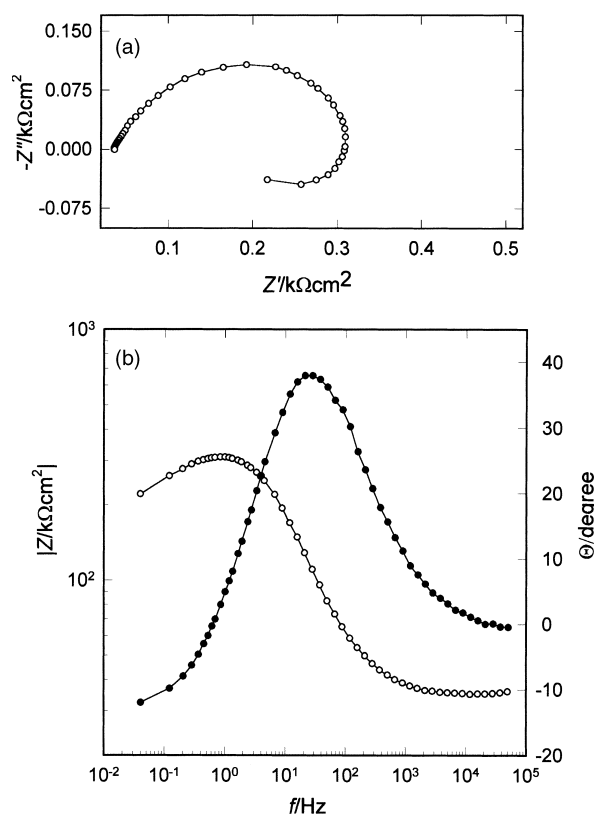 (a)
0.150
0.075
0.000
-0.075
-Z"/kΩcm²
0.1 0.2 0.3 0.4 0.5
Z'/kΩcm²
(b)
10³
10²
|Z/kΩcm²|
40
30
20
10
0
-10
-20
Θ/degree
10⁻² 10⁻¹ 10⁰ 10¹ 10² 10³ 10⁴ 10⁵
f/Hz